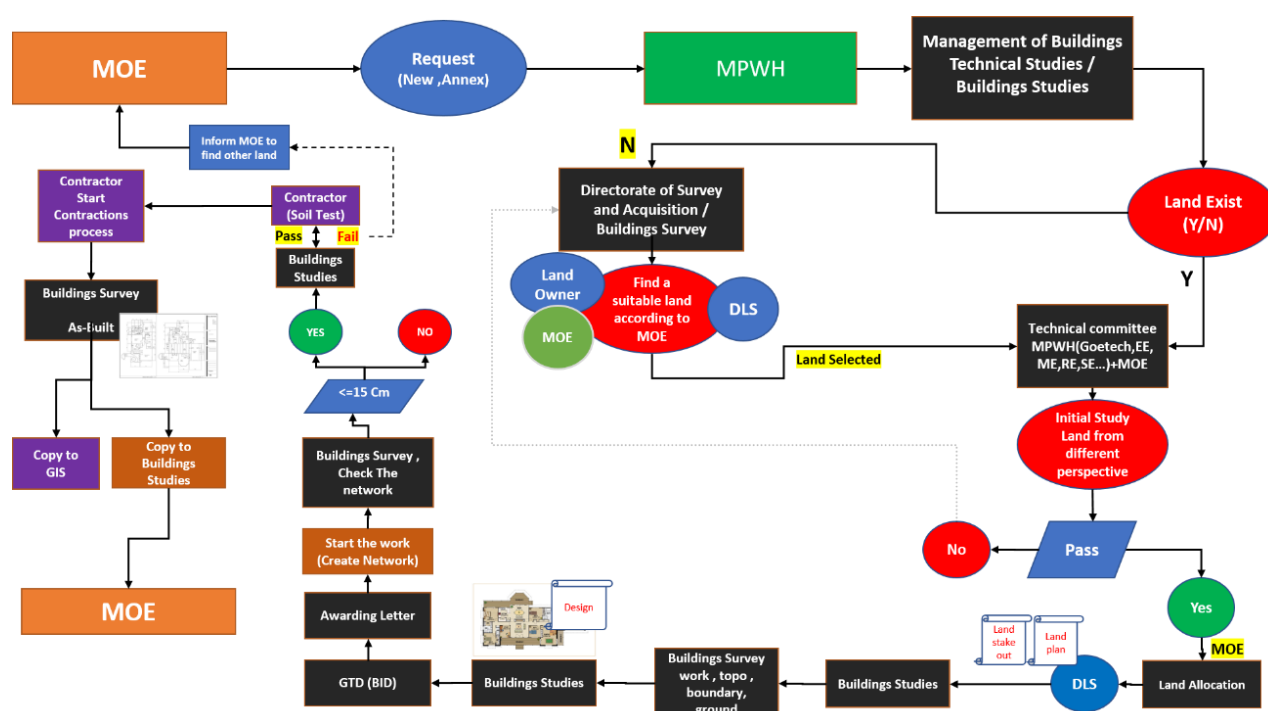 MOE
Request
(New ,Annex)
MPWH
Management of Buildings
Technical Studies /
Buildings Studies
Inform MOE to
find other land
N
Contractor
Start
Contractions
process
Contractor
(Soil Test)
Pass
Fail
Buildings
Studies
Directorate of Survey
and Acquisition /
Buildings Survey
Land Exist
(Y/N)
Y
Land
Owner
MOE
Find a
suitable land
according to
MOE
DLS
Buildings Survey
As-Built
YES
NO
Land Selected
Technical committee
MPWH(Goetech,EE,
ME,RE,SE...)+MOE
<=15 Cm
Initial Study
Land from
different
perspective
Copy to
GIS
Copy to
Buildings
Studies
Buildings Survey ,
Check The
network
Start the work
(Create Network)
No
Pass
MOE
Awarding Letter
Design
Yes
MOE
Land
stake
out
Land
plan
GTD (BID)
Buildings Studies
Buildings Survey
work , topo ,
boundary,
ground
Buildings Studies
DLS
Land Allocation